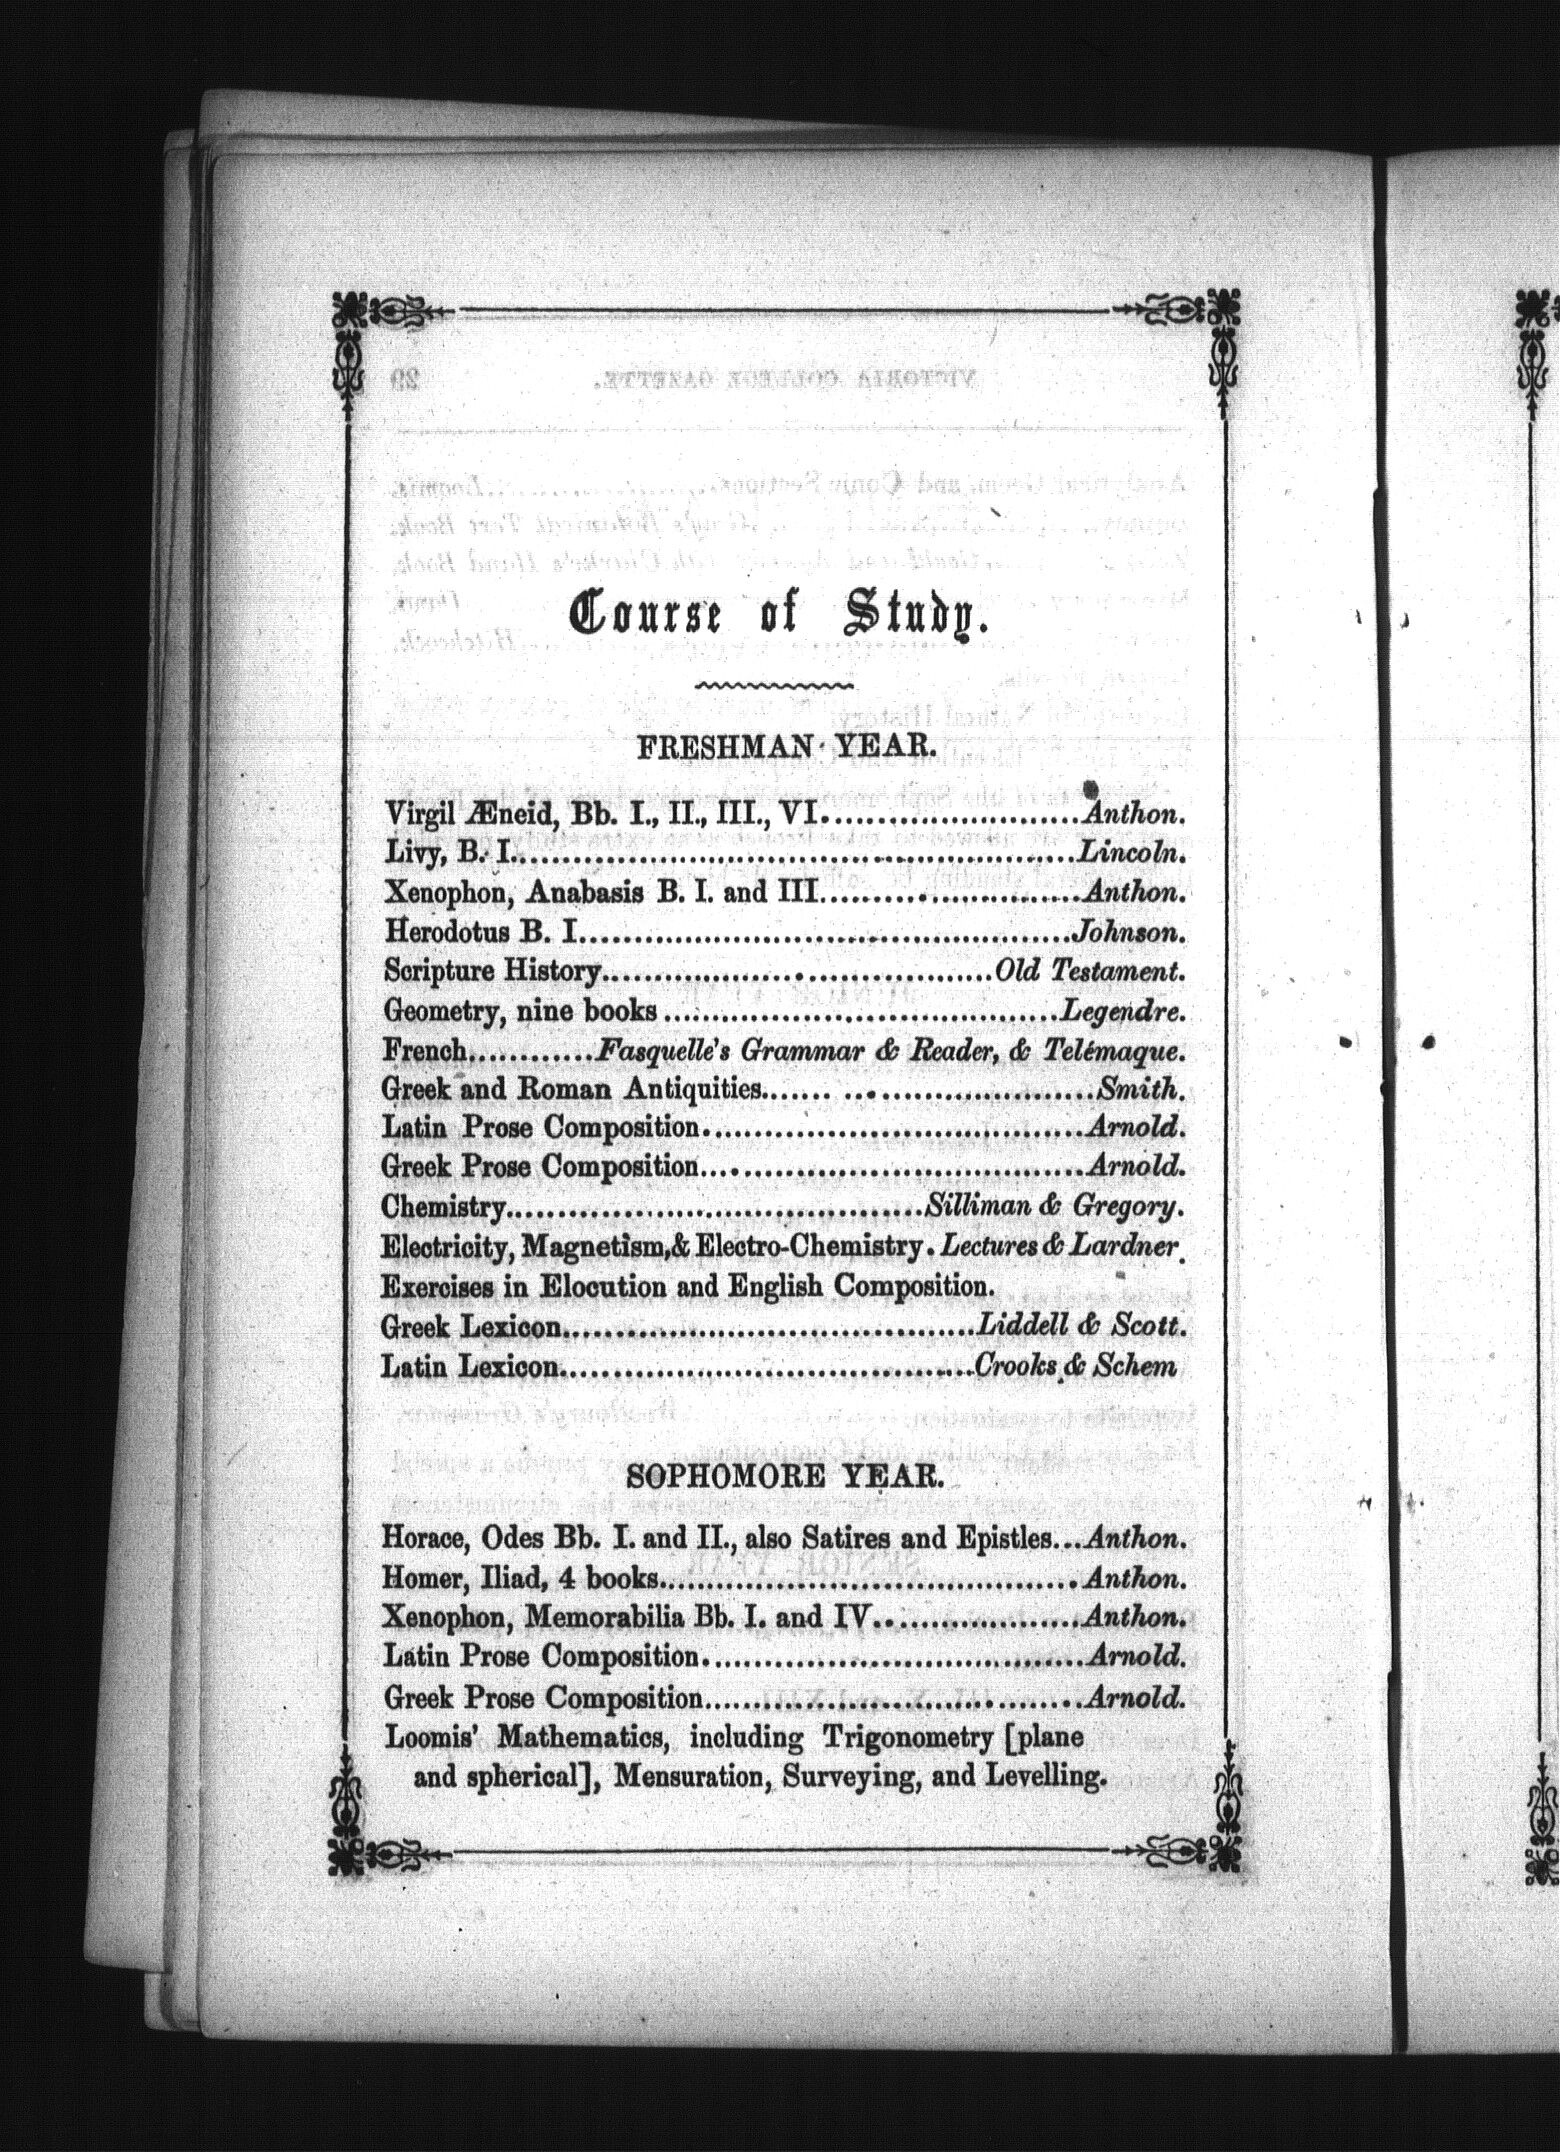 Course of Study.
FRESHMAN YEAR.
Virgil Æneid, Bb. I., II., III., VI........................Anthon.
Livy, B. I...................................................Lincoln.
Xenophon, Anabasis B. I. and III..........................Anthon.
Herodotus B. I..............................................Johnson.
Scripture History....................................Old Testament.
Geometry, nine books ......................................Legendre.
French............Fasquelle's Grammar & Reader, & Telémaque.
Greek and Roman Antiquities...............................Smith.
Latin Prose Composition....................................Arnold.
Greek Prose Composition....................................Arnold.
Chemistry........................................Silliman & Gregory.
Electricity, Magnetism, & Electro-Chemistry. Lectures & Lardner.
Exercises in Elocution and English Composition.
Greek Lexicon.......................................Liddell & Scott.
Latin Lexicon.......................................Crooks & Schem
SOPHOMORE YEAR.
Horace, Odes Bb. I. and II., also Satires and Epistles...Anthon.
Homer, Iliad, 4 books.......................................Anthon.
Xenophon, Memorabilia Bb. I. and IV....................Anthon.
Latin Prose Composition....................................Arnold.
Greek Prose Composition....................................Arnold.
Loomis' Mathematics, including Trigonometry [plane
and spherical], Mensuration, Surveying, and Levelling.